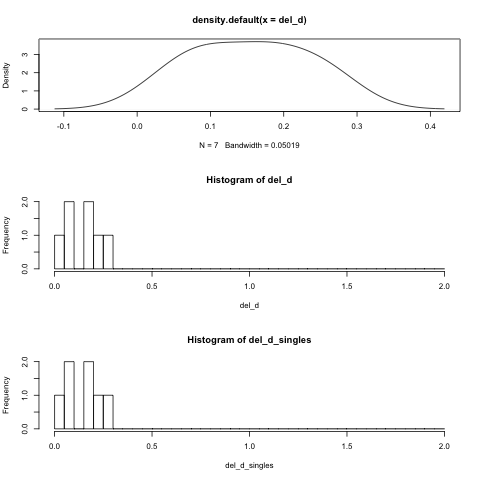 density.default(x = del_d)
Density
0 1 2 3
-0.1 0.0 0.1 0.2 0.3 0.4
N = 7 Bandwidth = 0.05019
Histogram of del_d
Frequency
0.0 1.0 2.0
0.0 0.5 1.0 1.5 2.0
del_d
Histogram of del_d_singles
Frequency
0.0 1.0 2.0
0.0 0.5 1.0 1.5 2.0
del_d_singles